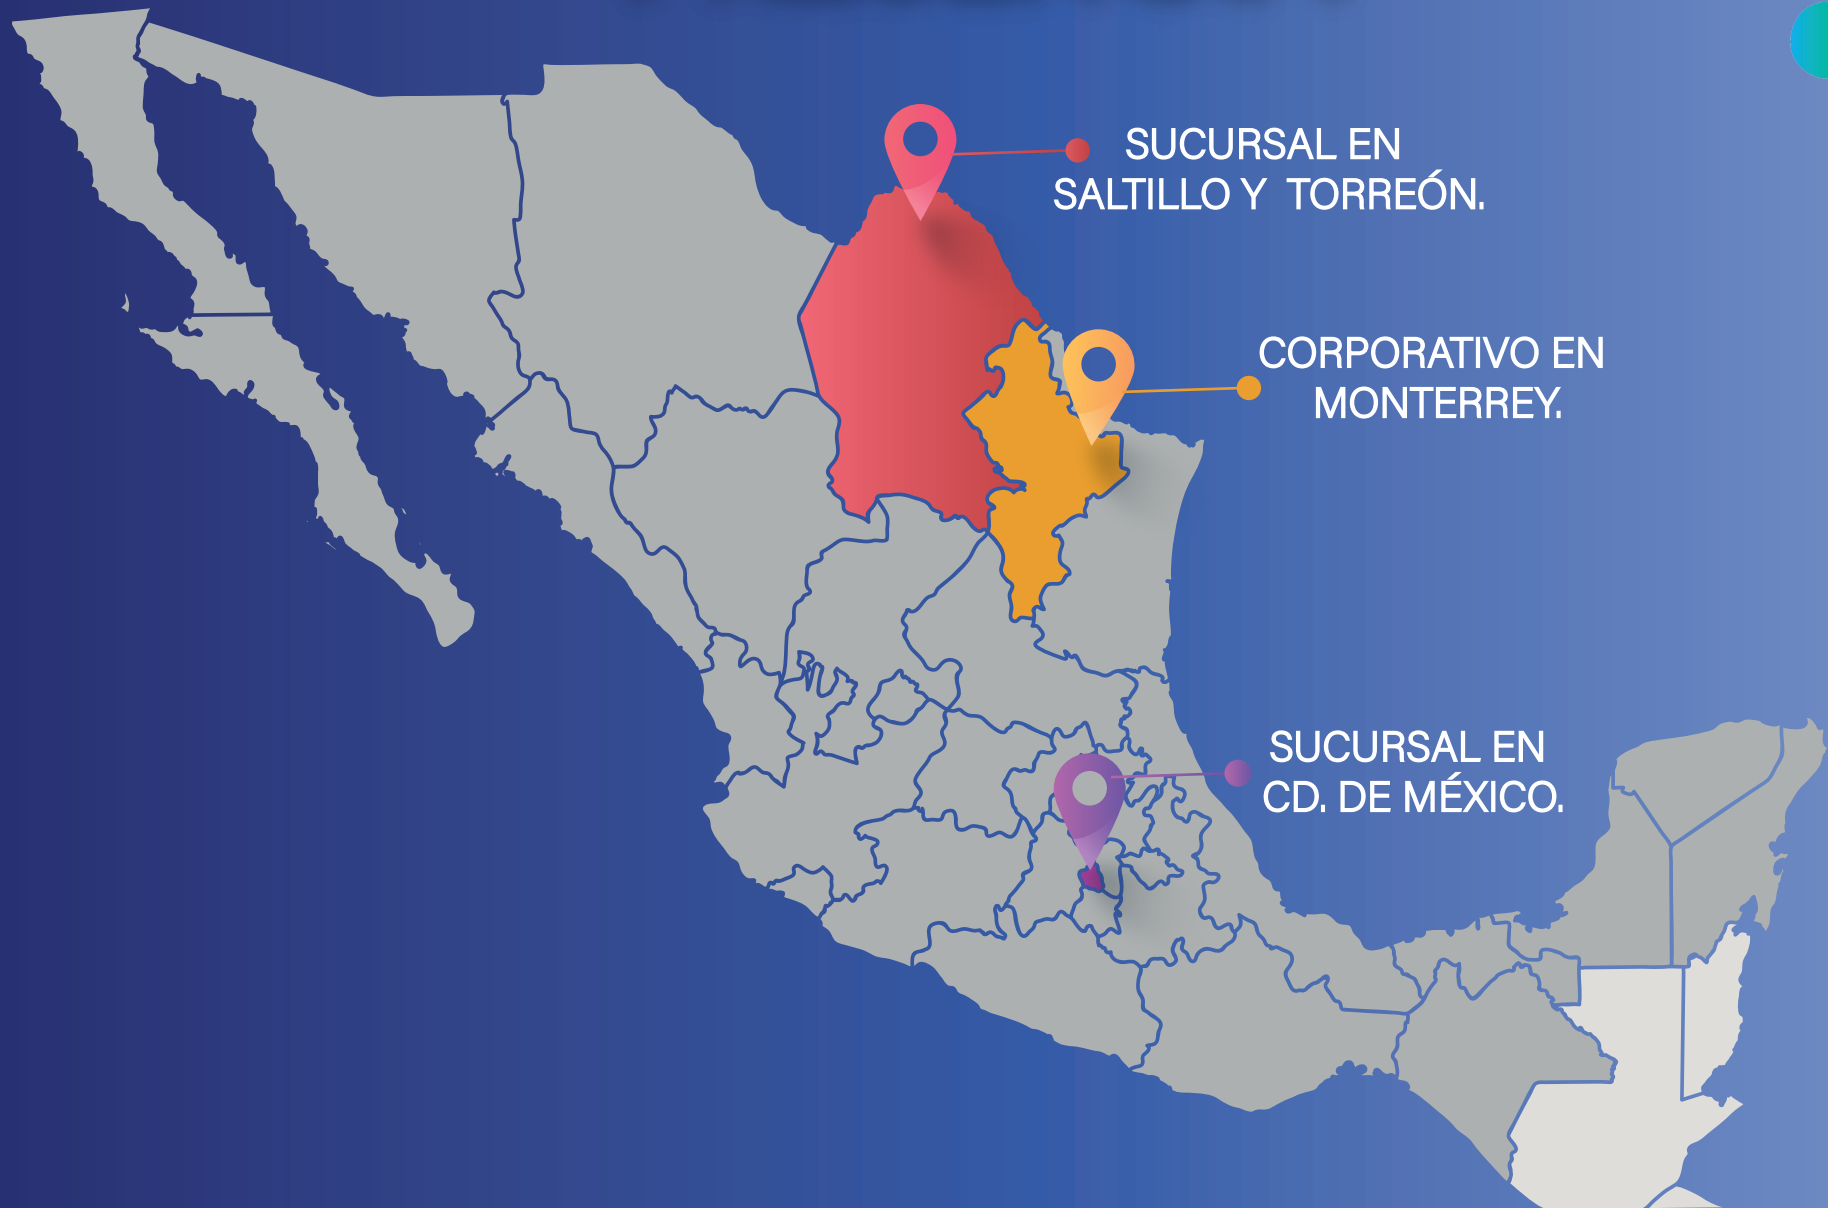 SUCURSAL EN
SALTILLO Y TORREÓN.
CORPORATIVO EN
MONTERREY.
SUCURSAL EN
CD. DE MÉXICO.